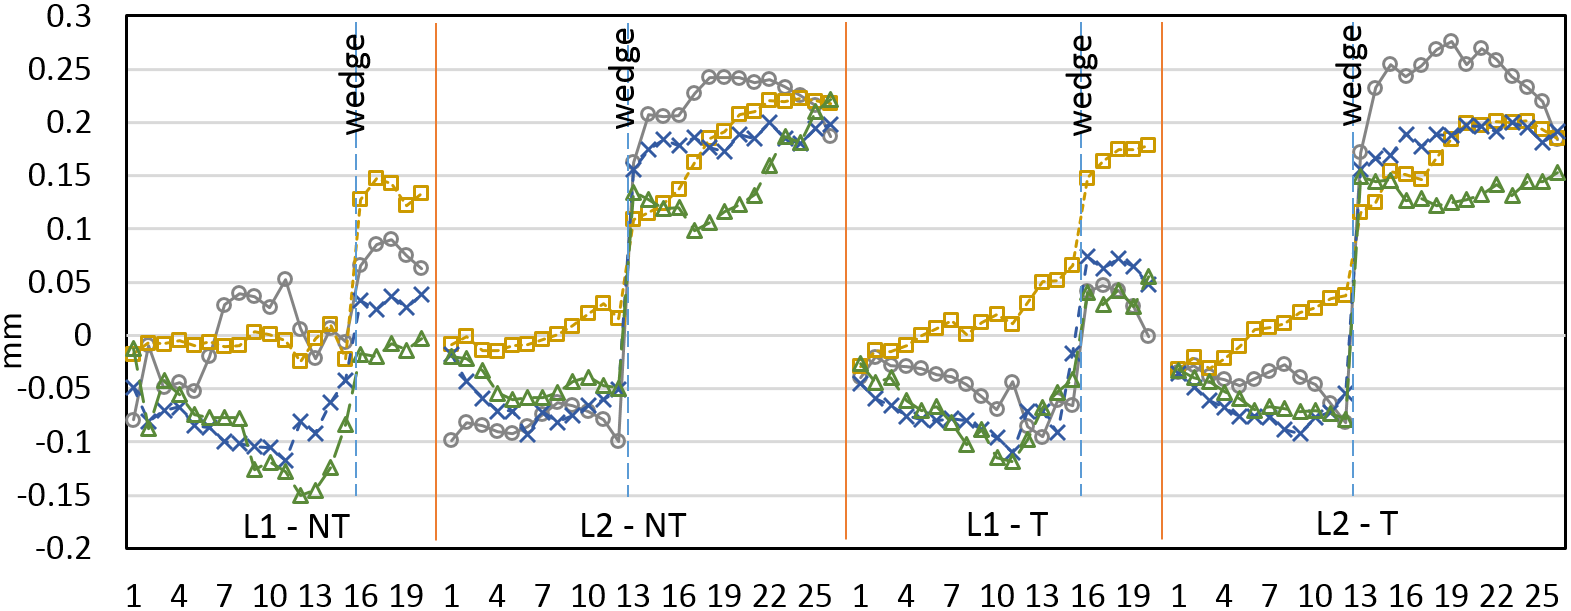 0.3
0.25
0.2
0.15
0.1
0.05
0
-0.05
-0.1
-0.15
-0.2
mm
wedge
wedge
wedge
wedge
L1 - NT
L2 - NT
L1 - T
L2 - T
1 4 7 10 13 16 19 1 4 7 10 13 16 19 22 25 1 4 7 10 13 16 19 1 4 7 10 13 16 19 22 25